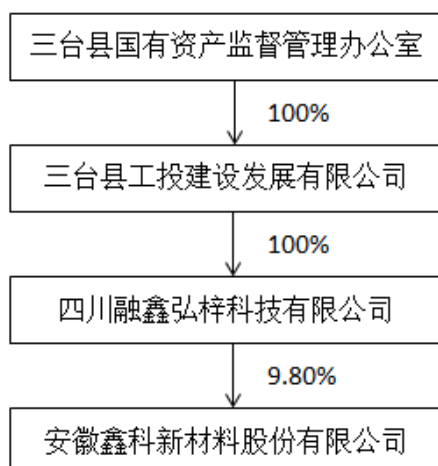 三台县国有资产监督管理办公室
100%
三台县工投建设发展有限公司
100%
四川融鑫弘梓科技有限公司
9.80%
安徽鑫科新材料股份有限公司